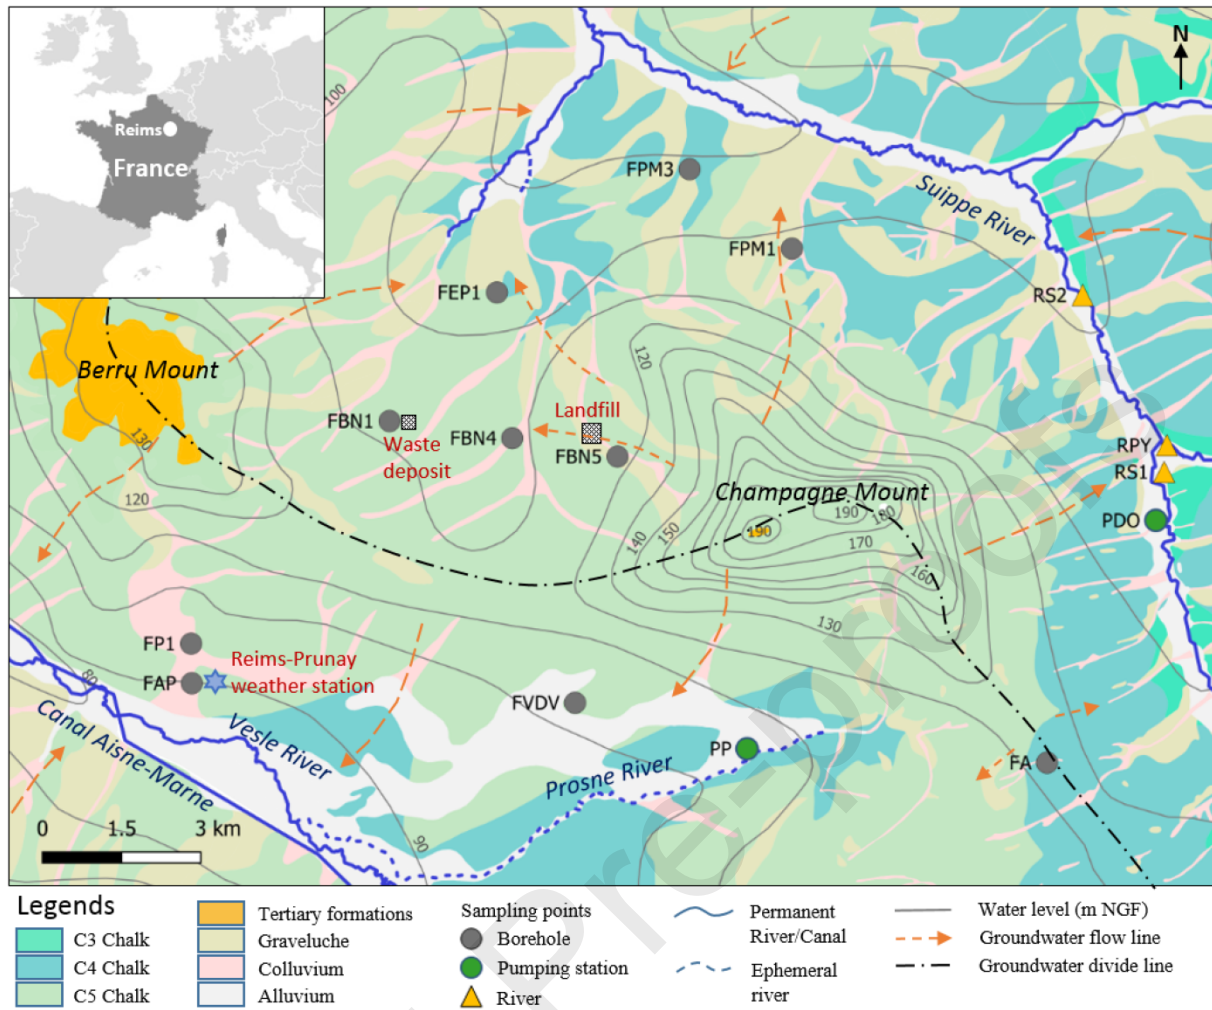 N
100
Reims
France
FPM3
Suippe River
FPM1
FEP1
RS2
120
Berru Mount
130
FBN1
Waste
deposit
FBN4
Landfill
FBN5
RPY
RS1
PDO
Champagne Mount
190
180
190
120
140
150
170
160
130
FP1
FAP
Reims-Prunay
weather station
80
Canal Aisne-Marne
Vesle River
FVDV
PP
Prosne River
FA
90
0 1.5 3 km
Pre-proof
Legends
C3 Chalk
C4 Chalk
C5 Chalk
Tertiary formations
Graveluche
Colluvium
Alluvium
Sampling points
Borehole
Pumping station
River
Permanent
River/Canal
Ephemeral
river
Water level (m NGF)
Groundwater flow line
Groundwater divide line